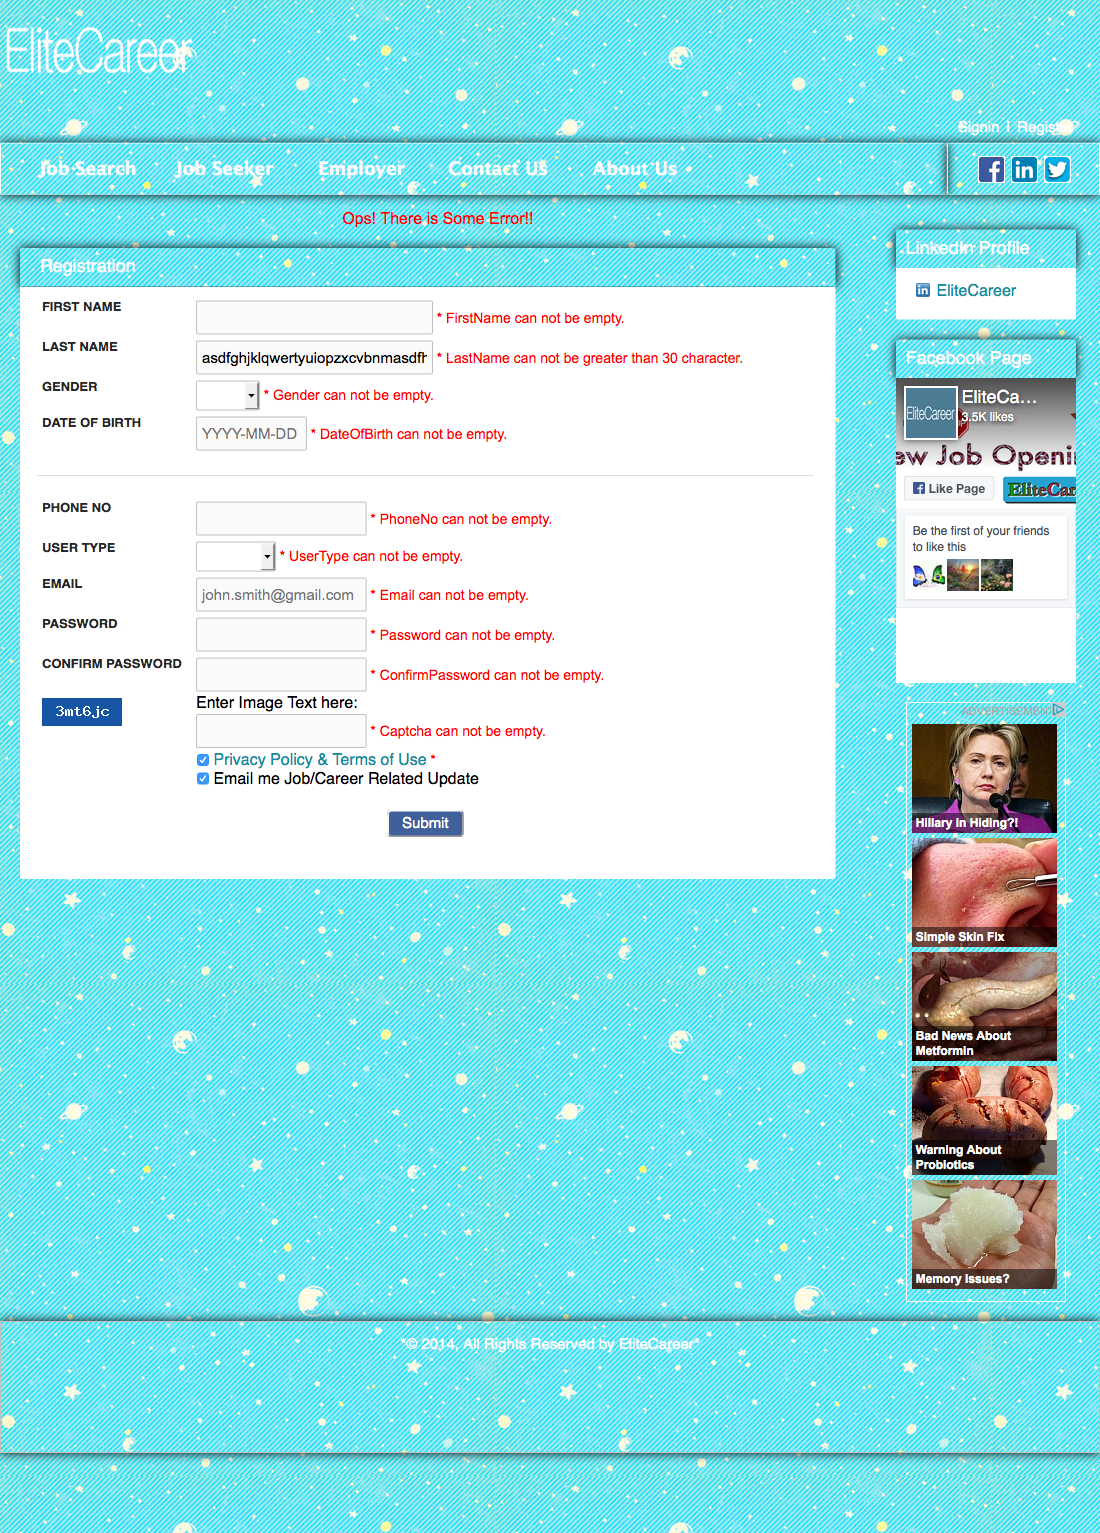 EliteCareer
Signin | Regist
Job Search Job Seeker Employer Contact US About Us
Ops! There is Some Error!!
Registration
FIRST NAME * FirstName can not be empty.
LAST NAME asdfghjklqwertyuiopzxcvbnmasdfh * LastName can not be greater than 30 character.
GENDER * Gender can not be empty.
DATE OF BIRTH YYYY-MM-DD * DateOfBirth can not be empty.
PHONE NO * PhoneNo can not be empty.
USER TYPE * UserType can not be empty.
EMAIL john.smith@gmail.com * Email can not be empty.
PASSWORD * Password can not be empty.
CONFIRM PASSWORD * ConfirmPassword can not be empty.
Enter Image Text here:
3mt6jc * Captcha can not be empty.
Privacy Policy & Terms of Use *
Email me Job/Career Related Update
Submit
LinkedIn Profile
EliteCareer
Facebook Page
EliteCareer
EliteCa...
3.5K likes
ew Job Openi
Like Page
EliteCar
Be the first of your friends
to like this
ADVERTISEMENT
Hillary In Hiding?!
Simple Skin Fix
Bad News About
Metformin
Warning About
Probiotics
Memory Issues?
*© 2014, All Rights Reserved by EliteCareer*